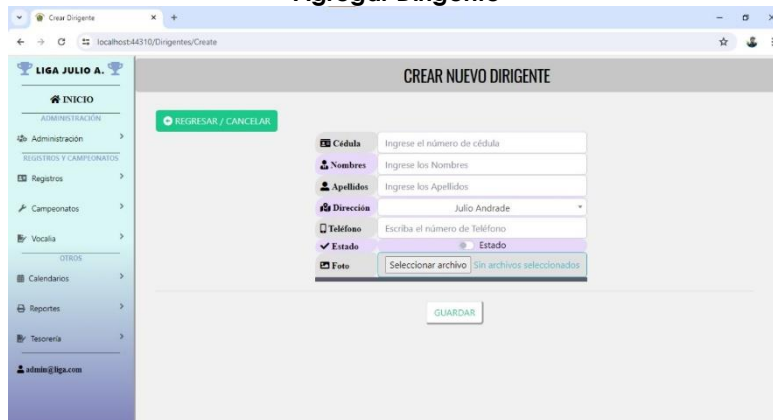 Agregar Dirigente
Crear Dirigente
localhost:44310/Dirigentes/Create
LIGA JULIO A.
INICIO
ADMINISTRACIÓN
Administración
REGISTROS Y CAMPEONATOS
Registros
Campeonatos
Vocalia
OTROS
Calendarios
Reportes
Tesorería
admin@liga.com
CREAR NUEVO DIRIGENTE
REGRESAR / CANCELAR
Cédula Ingrese el número de cédula
Nombres Ingrese los Nombres
Apellidos Ingrese los Apellidos
Dirección Julio Andrade
Teléfono Escriba el número de Teléfono
Estado Estado
Foto Seleccionar archivo Sin archivos seleccionados
GUARDAR